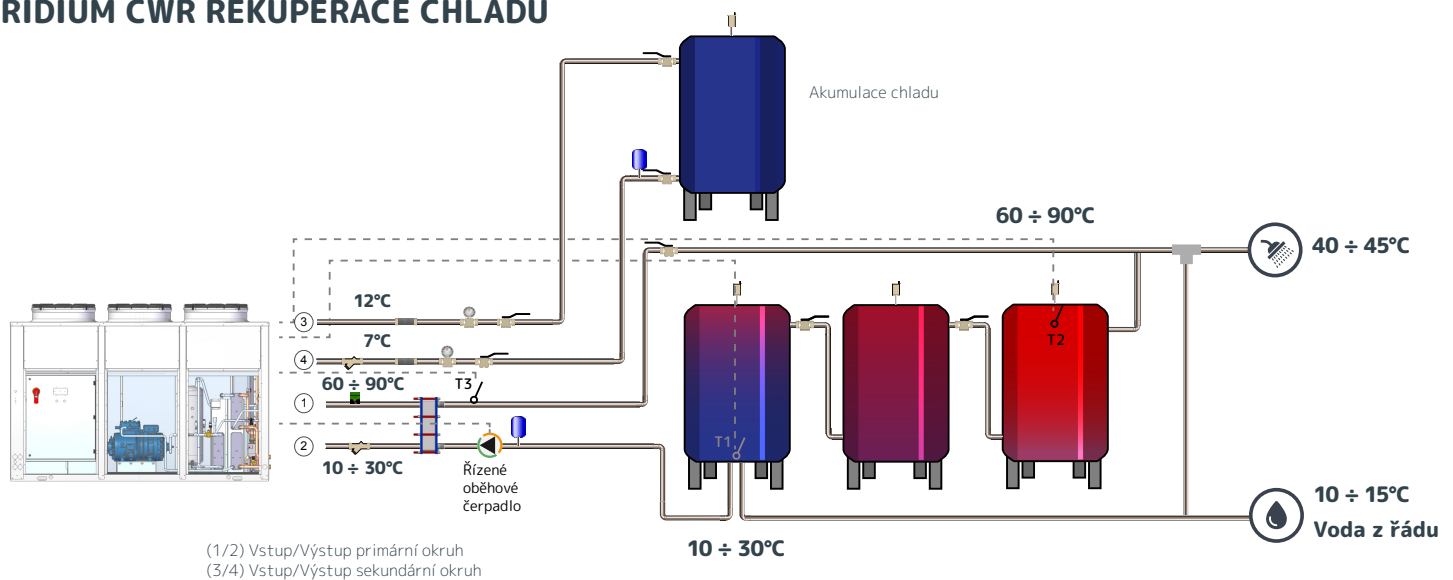 RIDIUM CWR REKUPERACE CHLADU
Akumulace chladu
60 ÷ 90°C
40 ÷ 45°C
12°C
3
7°C
4
60 ÷ 90°C
T3
1
2
10 ÷ 30°C
Řízené
oběhové
čerpadlo
T1
T2
10 ÷ 30°C
10 ÷ 15°C
Voda z řádu
(1/2) Vstup/Výstup primární okruh
(3/4) Vstup/Výstup sekundární okruh